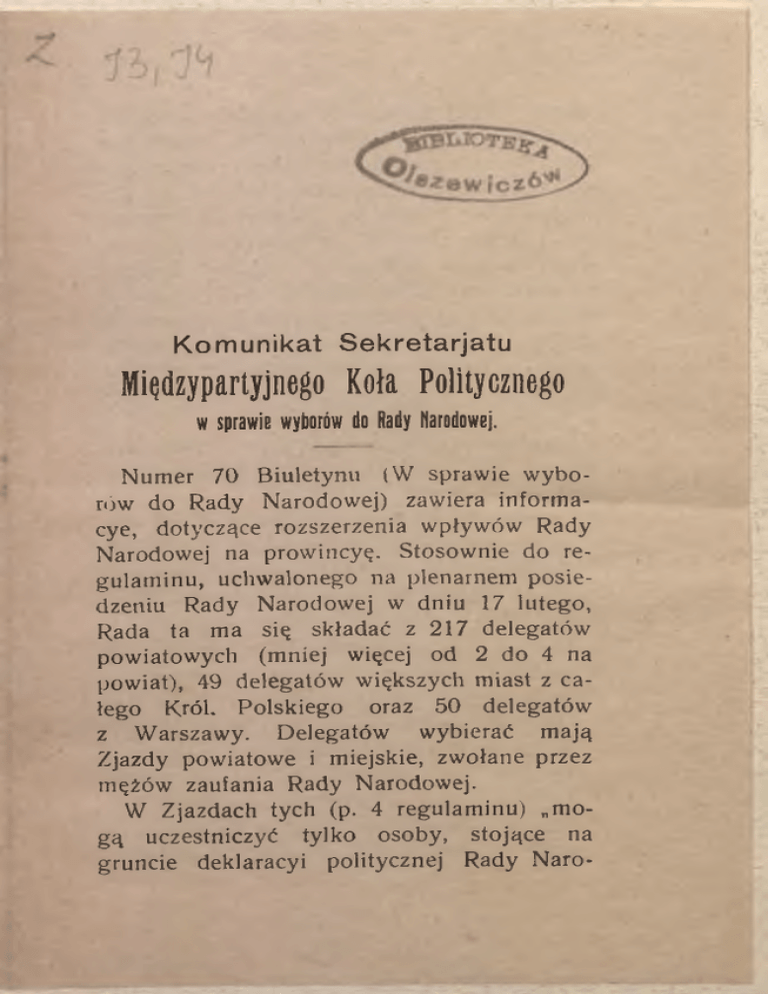 Z 93, 94
BIBLIOTEKA
Olszewiczów
Komunikat Sekretarjatu
Międzypartyjnego Koła Politycznego
w sprawie wyborów do Rady Narodowej.
Numer 70 Biuletynu (W sprawie wybo-
rów do Rady Narodowej) zawiera informa-
cye, dotyczące rozszerzenia wpływów Rady
Narodowej na prowincyę. Stosownie do re-
gulaminu, uchwalonego na plenarnem posie-
dzeniu Rady Narodowej w dniu 17 lutego,
Rada ta ma się składać z 217 delegatów
powiatowych (mniej więcej od 2 do 4 na
powiat), 49 delegatów większych miast z ca-
łego Król. Polskiego oraz 50 delegatów
z Warszawy. Delegatów wybierać mają
Zjazdy powiatowe i miejskie, zwołane przez
mężów zaufania Rady Narodowej.
W Zjazdach tych (p. 4 regulaminu) „mo-
gą uczestniczyć tylko osoby, stojące na
gruncie deklaracyi politycznej Rady Naro-